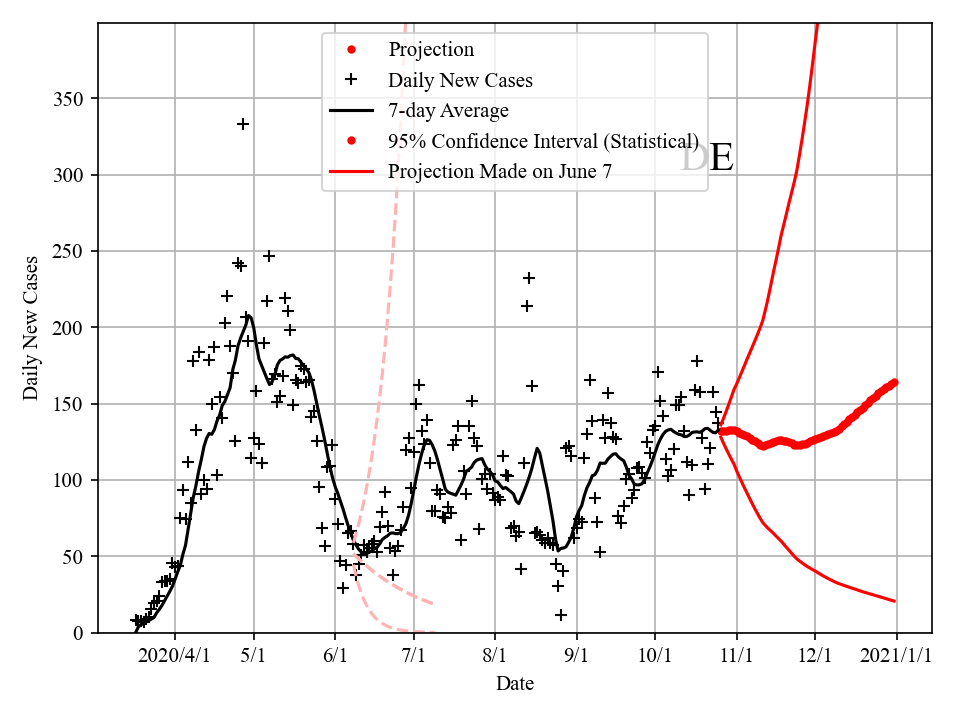 Projection
Daily New Cases
7-day Average
95% Confidence Interval (Statistical)
Projection Made on June 7
DE
Daily New Cases
350
300
250
200
150
100
50
0
2020/4/1 5/1 6/1 7/1 8/1 9/1 10/1 11/1 12/1 2021/1/1
Date